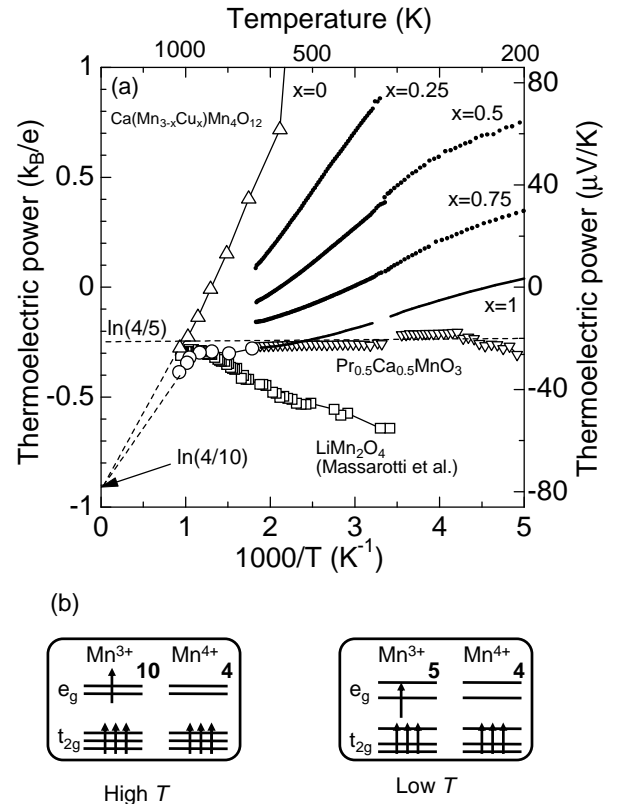 Temperature (K)
1000 500 200
(a)
Ca(Mn3-xCux)Mn4O12
x=0
x=0.25
x=0.5
x=0.75
x=1
Thermoelectric power (kB/e)
1
0.5
0
-0.5
-1
Thermoelectric power (μV/K)
80
40
0
-40
-80
ln(4/5)
Pr0.5Ca0.5MnO3
ln(4/10)
LiMn2O4
(Massarotti et al.)
0 1 2 3 4 5
1000/T (K-1)
(b)
Mn3+ 10 Mn4+ 4
eg
t2g
High T
Mn3+ 5 Mn4+ 4
eg
t2g
Low T